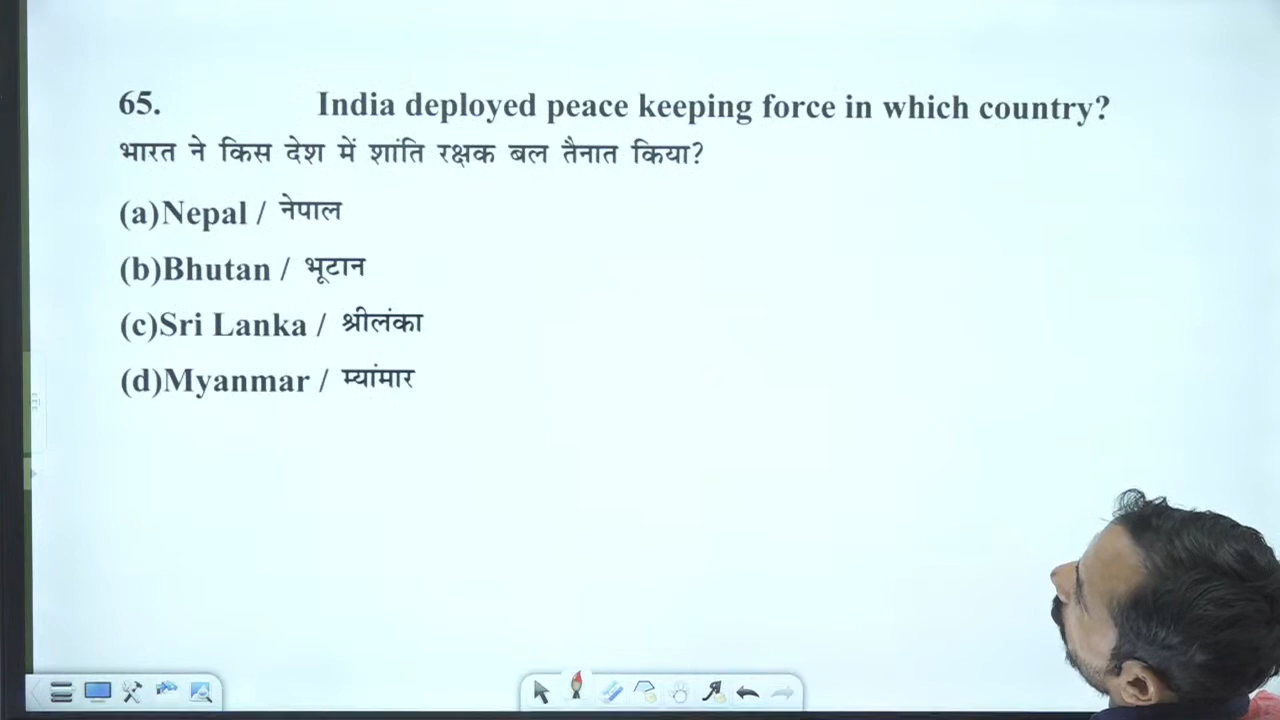 65. India deployed peace keeping force in which country?
भारत ने किस देश में शांति रक्षक बल तैनात किया?
(a)Nepal / नेपाल
(b)Bhutan / भूटान
(c)Sri Lanka / श्रीलंका
(d)Myanmar / म्यांमार